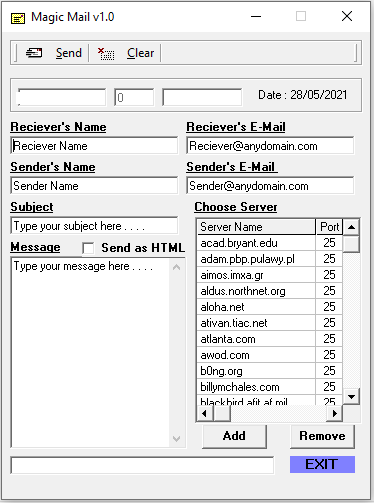 Magic Mail v1.0
Send Clear
0 Date : 28/05/2021
Reciever's Name Reciever's E-Mail
Reciever Name Reciever@anydomain.com
Sender's Name Sender's E-Mail
Sender Name Sender@anydomain.com
Subject Choose Server
Type your subject here . . . . Server Name Port
Message Send as HTML acad.bryant.edu 25
Type your message here . . . . adam.pbp.pulawy.pl 25
aimos.imxa.gr 25
aldus.northnet.org 25
aloha.net 25
ativan.tiac.net 25
atlanta.com 25
awod.com 25
b0ng.org 25
billymchales.com 25
blackbird.afit.af.mil 25
Add Remove
EXIT